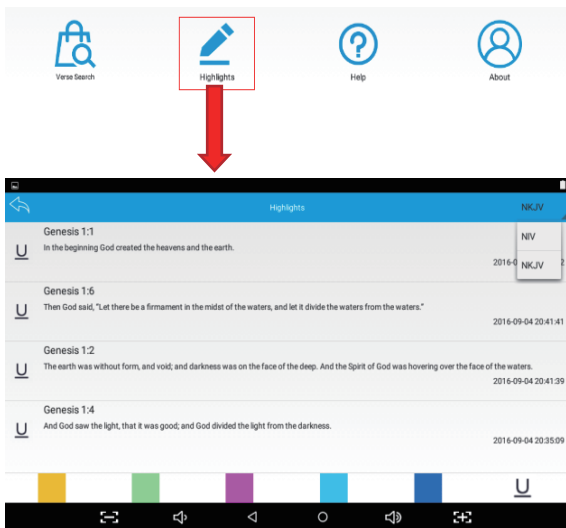 Verse Search
Highlights
Help
About
Highlights
NKJV
NIV
NKJV
Genesis 1:1
In the beginning God created the heavens and the earth.
2016-0 2
Genesis 1:6
Then God said, "Let there be a firmament in the midst of the waters, and let it divide the waters from the waters."
2016-09-04 20:41:41
Genesis 1:2
The earth was without form, and void; and darkness was on the face of the deep. And the Spirit of God was hovering over the face of the waters.
2016-09-04 20:41:39
Genesis 1:4
And God saw the light, that it was good; and God divided the light from the darkness.
2016-09-04 20:35:09